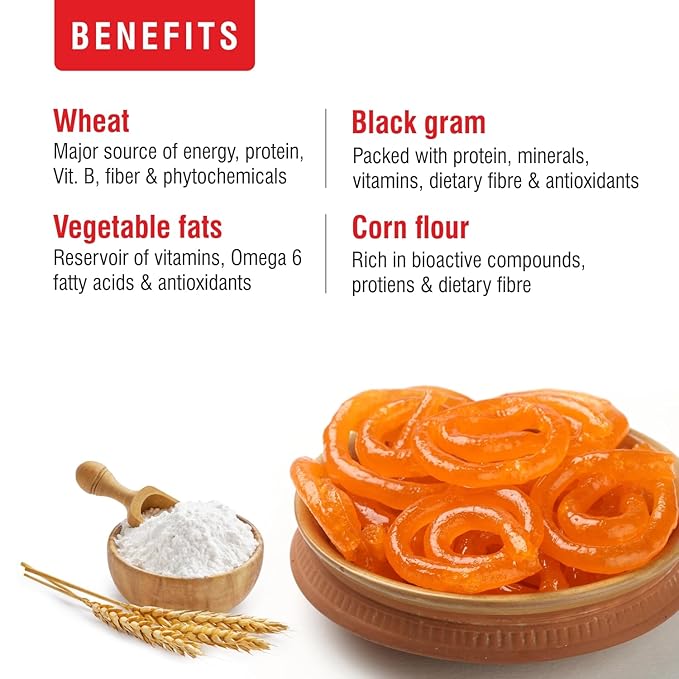 BENEFITS
Wheat
Major source of energy, protein,
Vit. B, fiber & phytochemicals
Black gram
Packed with protein, minerals,
vitamins, dietary fibre & antioxidants
Vegetable fats
Reservoir of vitamins, Omega 6
fatty acids & antioxidants
Corn flour
Rich in bioactive compounds,
protiens & dietary fibre